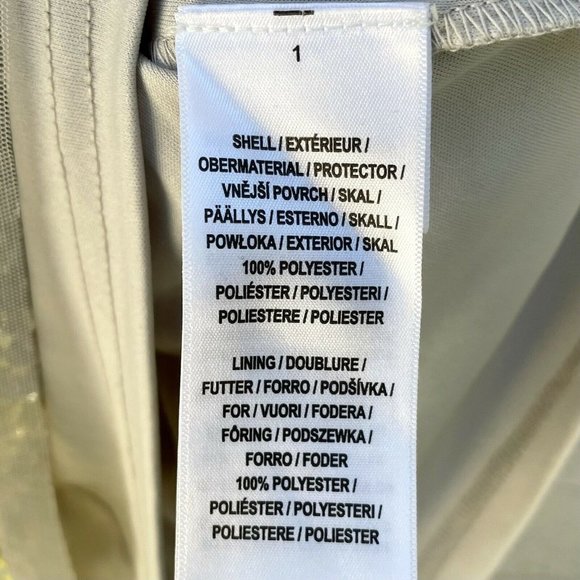 1
SHELL / EXTÉRIEUR /
OBERMATERIAL / PROTECTOR /
VNĚJŠÍ POVRCH / SKAL /
PÄÄLLYS / ESTERNO / SKALL /
POWŁOKA / EXTERIOR / SKAL
100% POLYESTER /
POLIÉSTER / POLYESTERI /
POLIESTERE / POLIESTER
LINING / DOUBLURE /
FUTTER / FORRO / PODŠÍVKA /
FOR / VUORI / FODERA /
FÔRING / PODSZEWKA /
FORRO / FODER
100% POLYESTER /
POLIÉSTER / POLYESTERI /
POLIESTERE / POLIESTER